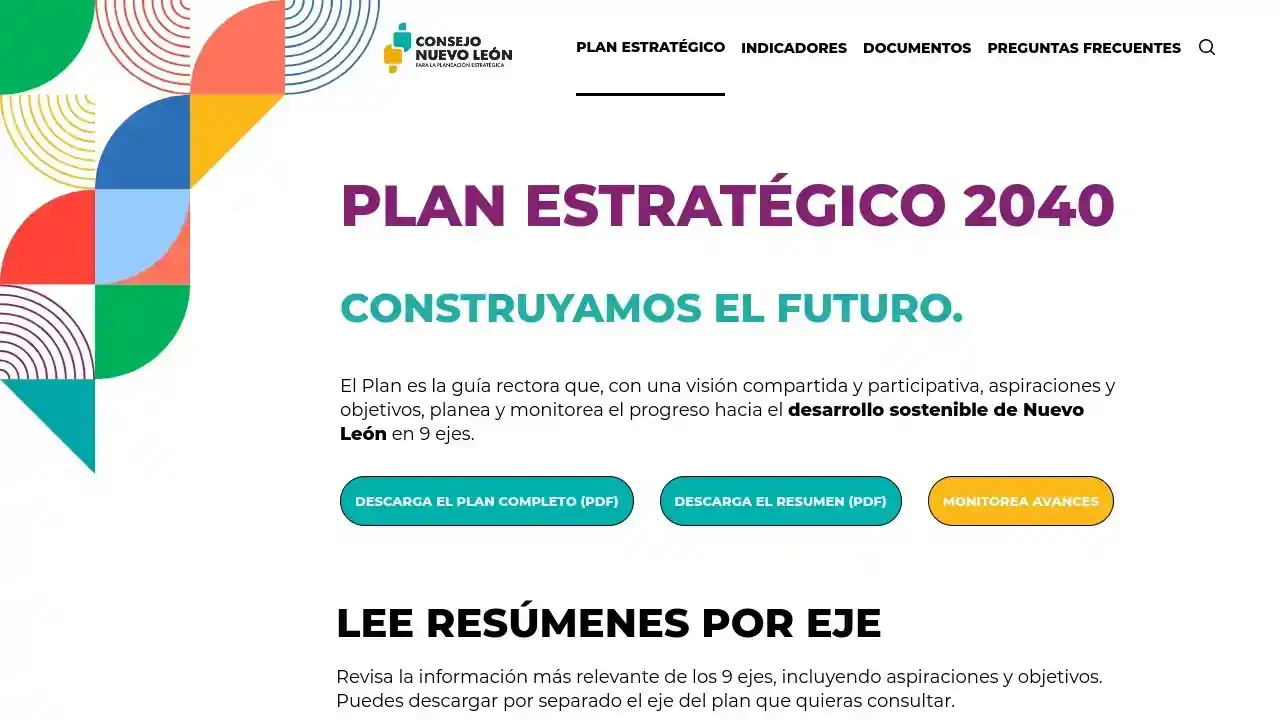 CONSEJO
NUEVO LEÓN
PARA LA PLANEACIÓN ESTRATÉGICA
PLAN ESTRATÉGICO
INDICADORES
DOCUMENTOS
PREGUNTAS FRECUENTES
PLAN ESTRATÉGICO 2040
CONSTRUYAMOS EL FUTURO.
El Plan es la guía rectora que, con una visión compartida y participativa, aspiraciones y
objetivos, planea y monitorea el progreso hacia el desarrollo sostenible de Nuevo
León en 9 ejes.
DESCARGA EL PLAN COMPLETO (PDF)
DESCARGA EL RESUMEN (PDF)
MONITOREA AVANCES
LEE RESÚMENES POR EJE
Revisa la información más relevante de los 9 ejes, incluyendo aspiraciones y objetivos.
Puedes descargar por separado el eje del plan que quieras consultar.